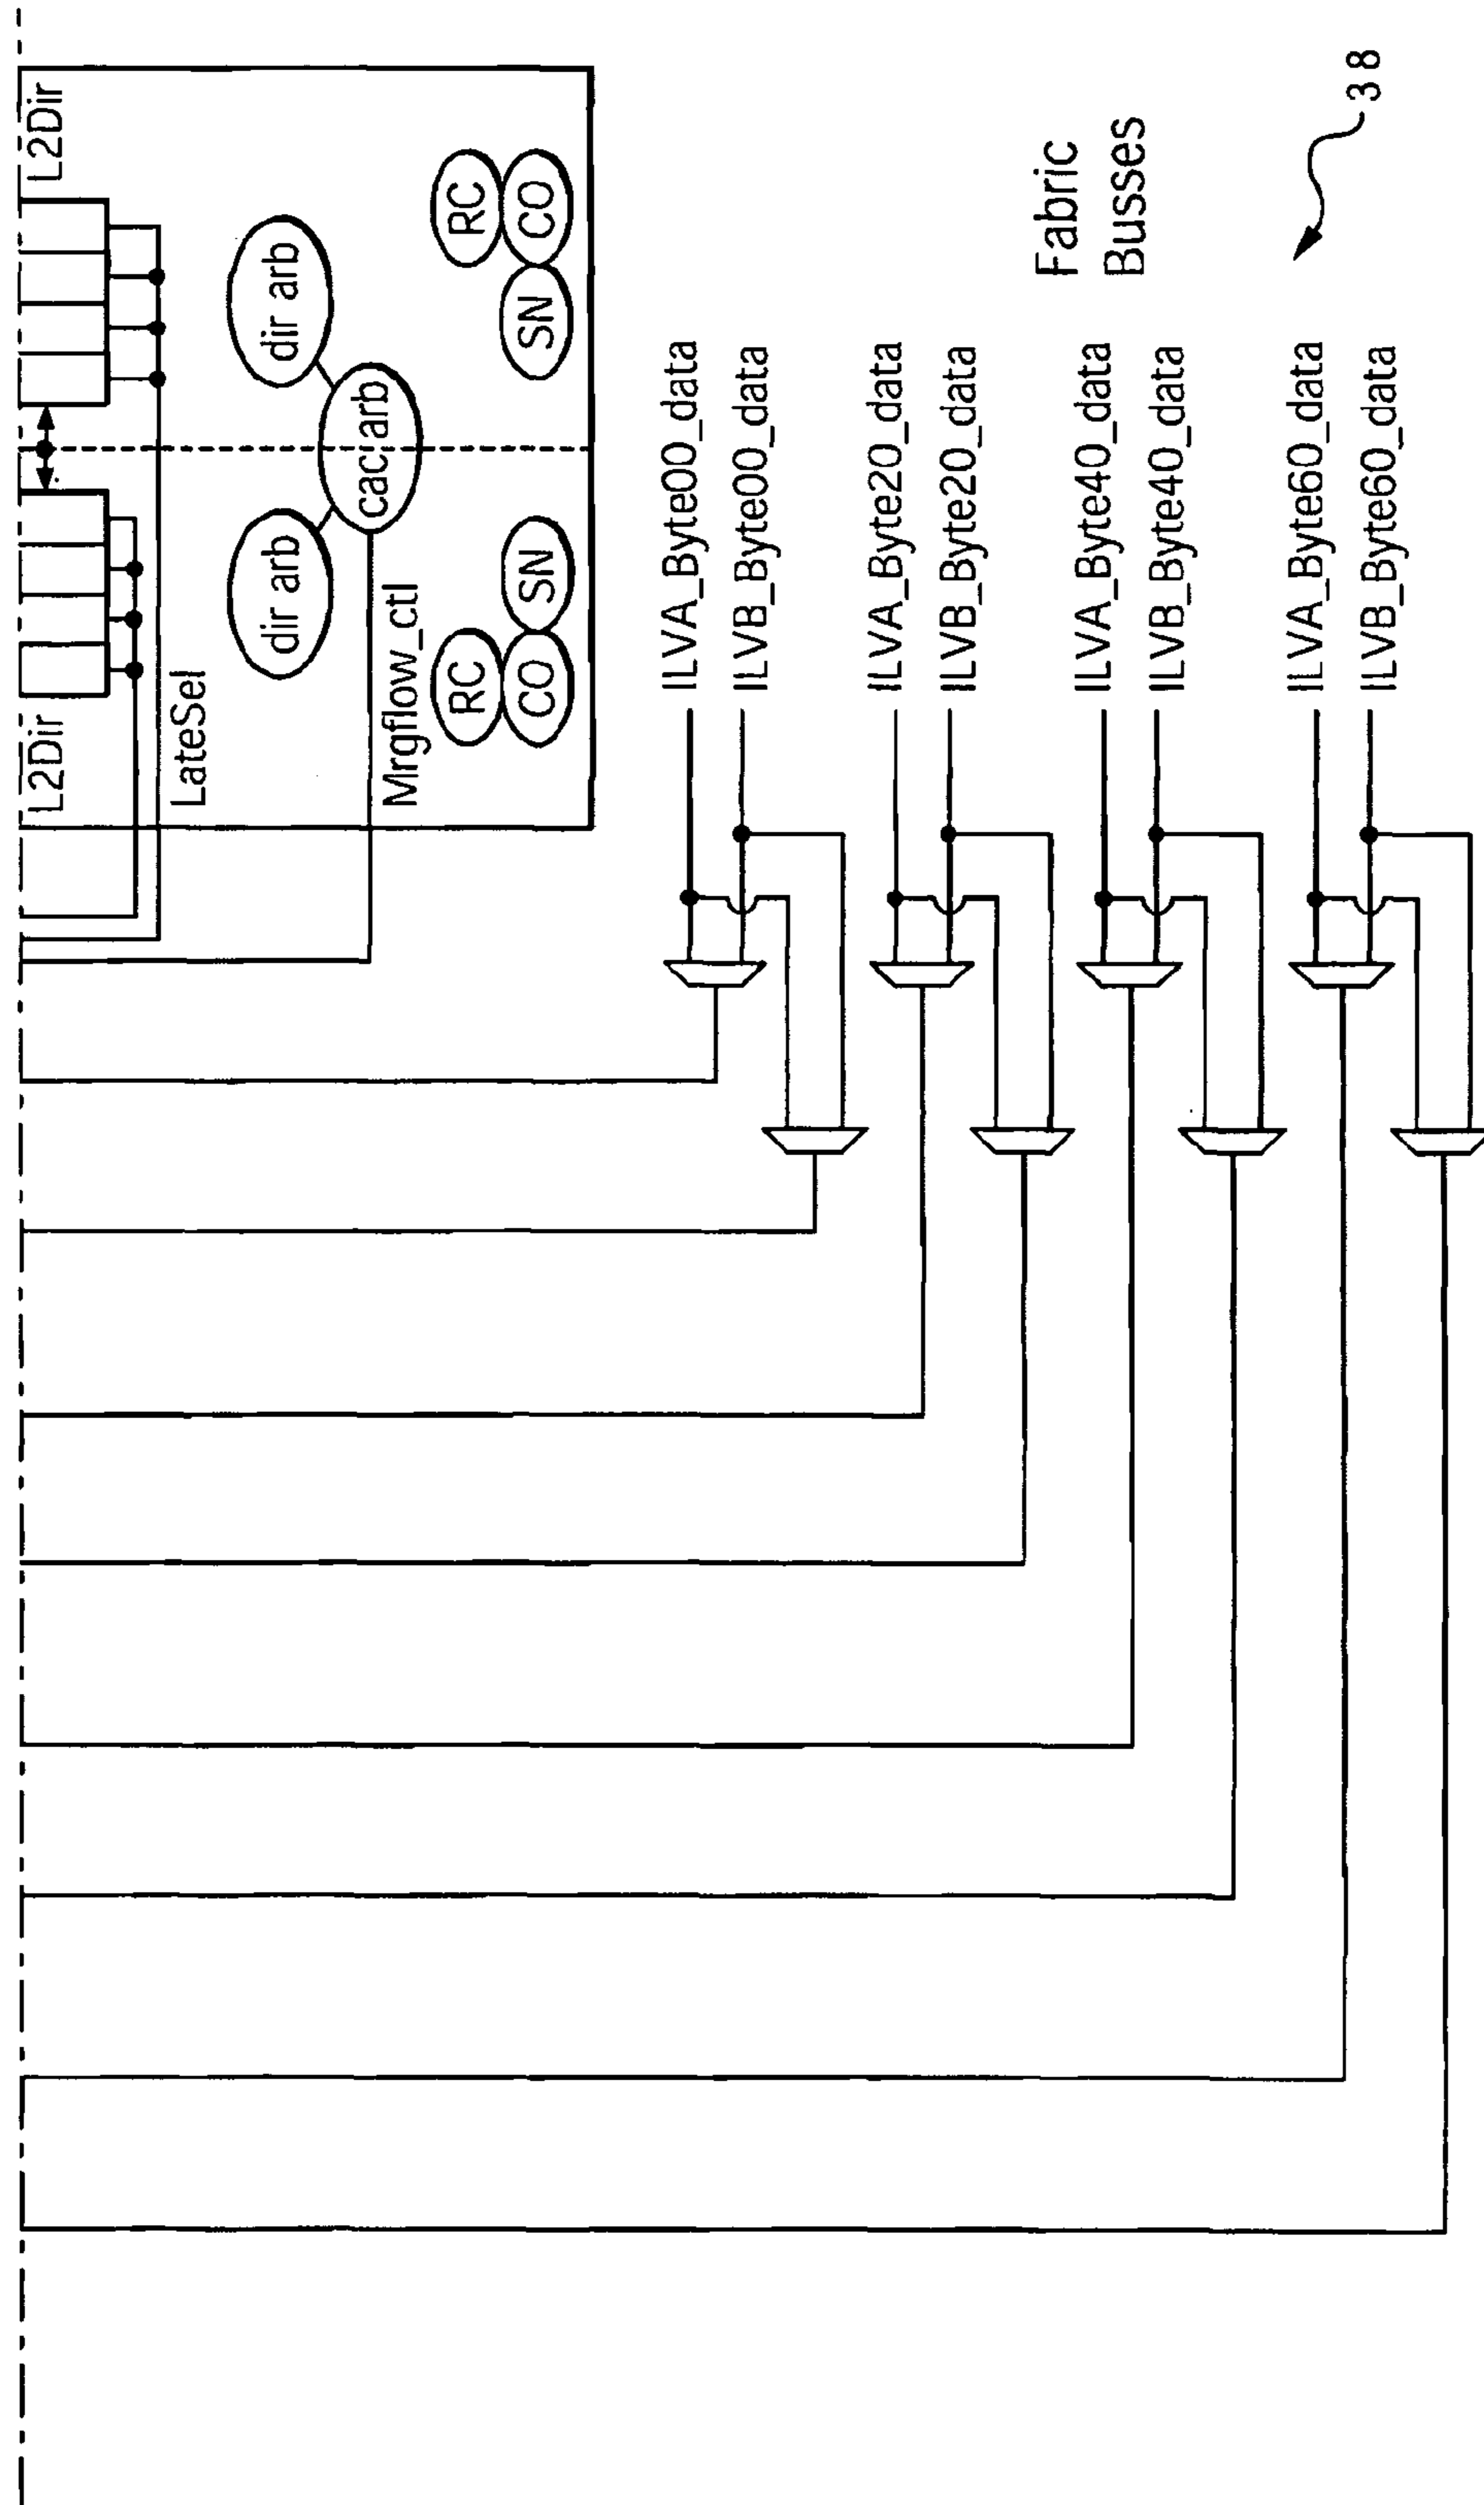 L2Dir
L2Dir
LateSel
dir arb
dir arb
cac arb
Mrgflow_ctl
RC
CO
SN
RC
CO
SN
ILVA_Byte00_data
ILVB_Byte00_data
ILVA_Byte20_data
ILVB_Byte20_data
ILVA_Byte40_data
ILVB_Byte40_data
ILVA_Byte60_data
ILVB_Byte60_data
Fabric
Busses
38